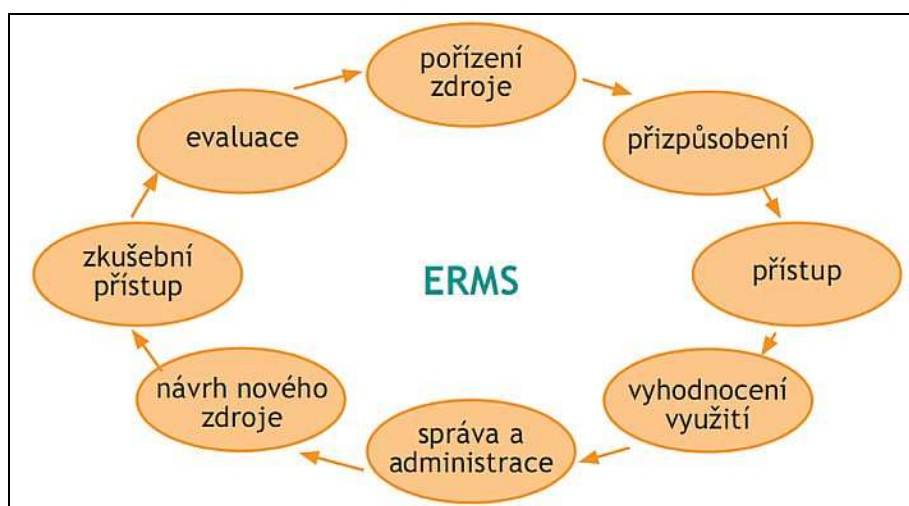 pořízení
zdroje
přizpůsobení
přístup
vyhodnocení
využití
správa a
administrace
návrh nového
zdroje
zkušební
přístup
evaluace
ERMS